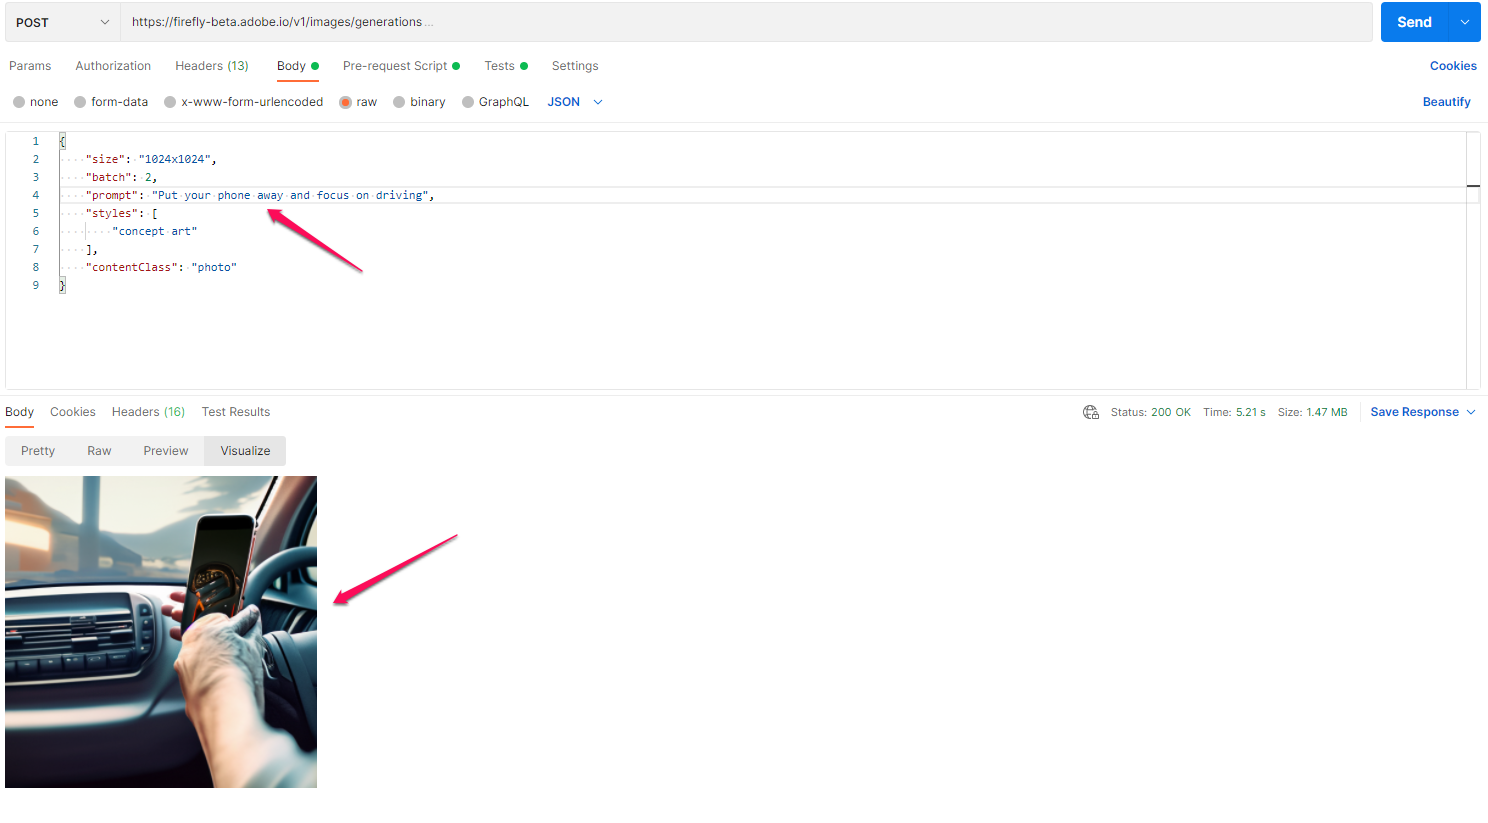 POST https://firefly-beta.adobe.io/v1/images/generations ... Send
Params Authorization Headers (13) Body Pre-request Script Tests Settings Cookies
none form-data x-www-form-urlencoded raw binary GraphQL JSON Beautify
1 {
2 "size": "1024x1024",
3 "batch": 2,
4 "prompt": "Put your phone away and focus on driving",
5 "styles": [
6 "concept art"
7 ],
8 "contentClass": "photo"
9 }
Body Cookies Headers (16) Test Results Status: 200 OK Time: 5.21 s Size: 1.47 MB Save Response
Pretty Raw Preview Visualize